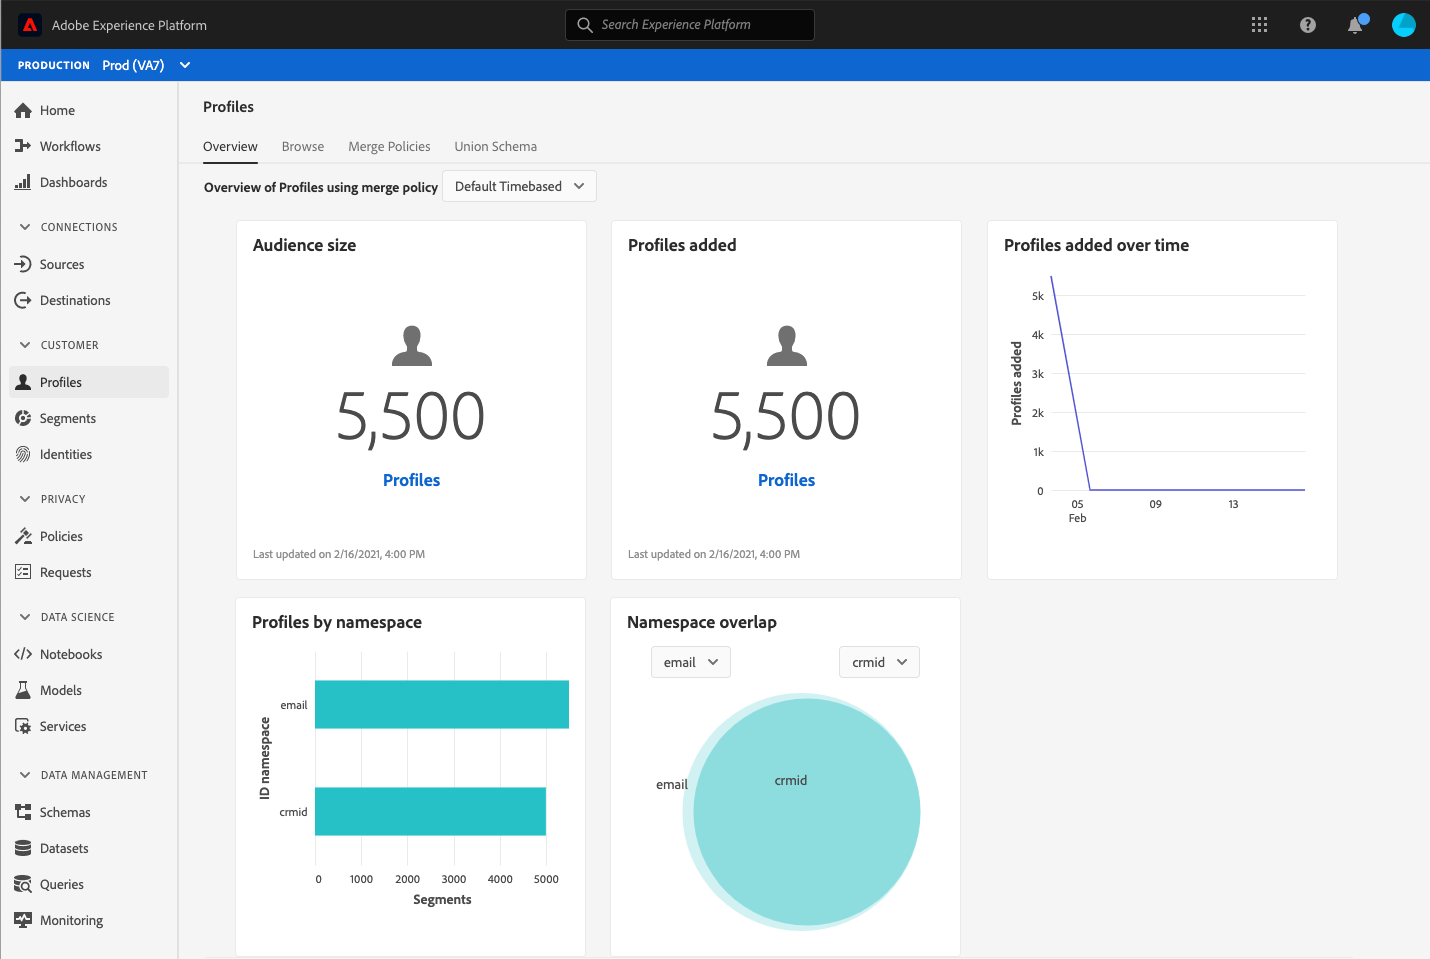 Adobe Experience Platform
Search Experience Platform
PRODUCTION Prod (VA7)
Home
Workflows
Dashboards
CONNECTIONS
Sources
Destinations
CUSTOMER
Profiles
Segments
Identities
PRIVACY
Policies
Requests
DATA SCIENCE
Notebooks
Models
Services
DATA MANAGEMENT
Schemas
Datasets
Queries
Monitoring
Profiles
Overview Browse Merge Policies Union Schema
Overview of Profiles using merge policy Default Timebased
Audience size
5,500
Profiles
Last updated on 2/16/2021, 4:00 PM
Profiles added
5,500
Profiles
Last updated on 2/16/2021, 4:00 PM
Profiles added over time
Profiles added
5k
4k
3k
2k
1k
0
05 09 13
Feb
Profiles by namespace
ID namespace
email
crmid
0 1000 2000 3000 4000 5000
Segments
Namespace overlap
email crmid
crmid
email